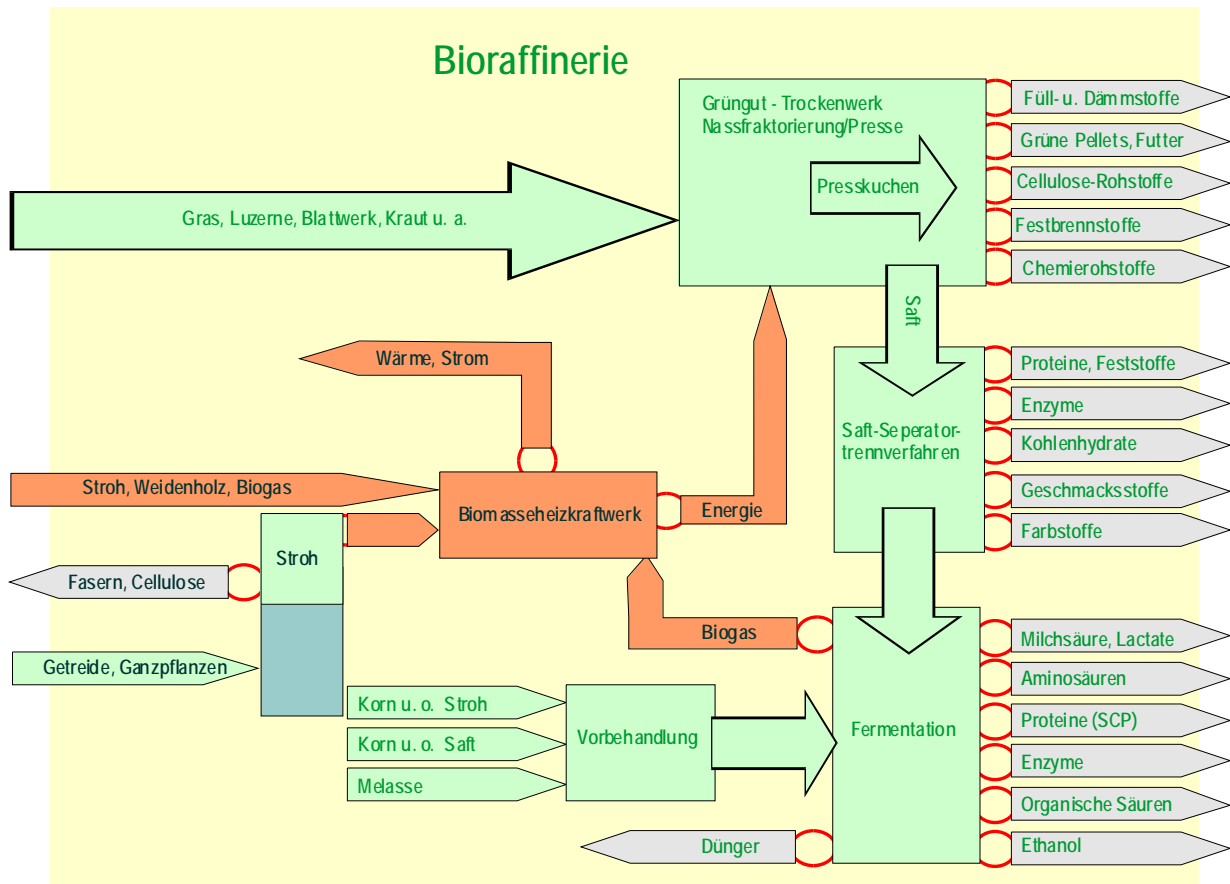 Bioraffinerie
Grüngut - Trockenwerk
Nassfraktorierung/Presse
Presskuchen
Füll- u. Dämmstoffe
Grüne Pellets, Futter
Cellulose-Rohstoffe
Festbrennstoffe
Chemierohstoffe
Gras, Luzerne, Blattwerk, Kraut u. a.
Saft
Wärme, Strom
Proteine, Feststoffe
Enzyme
Kohlenhydrate
Geschmacksstoffe
Farbstoffe
Saft-Seperator-
trennverfahren
Stroh, Weidenholz, Biogas
Biomasseheizkraftwerk
Energie
Stroh
Fasern, Cellulose
Biogas
Getreide, Ganzpflanzen
Korn u. o. Stroh
Korn u. o. Saft
Melasse
Vorbehandlung
Fermentation
Milchsäure, Lactate
Aminosäuren
Proteine (SCP)
Enzyme
Organische Säuren
Ethanol
Dünger